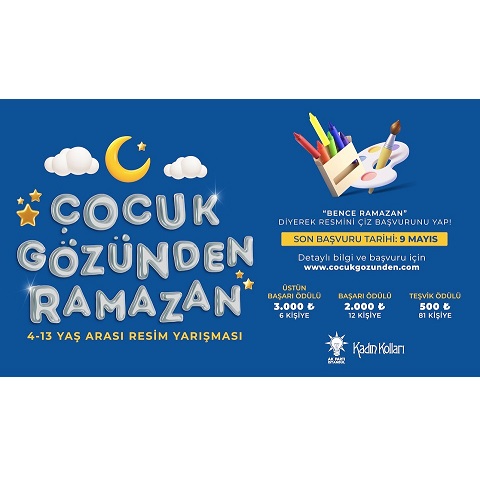 ÇOCUK
GÖZÜNDEN
RAMAZAN
4-13 YAŞ ARASI RESİM YARIŞMASI
"BENCE RAMAZAN"
DİYEREK RESMİNİ ÇİZ BAŞVURUNU YAP!
SON BAŞVURU TARİHİ: 9 MAYIS
Detaylı bilgi ve başvuru için
www.cocukgozunden.com
ÜSTÜN
BAŞARI ÖDÜLÜ
3.000 ₺
6 KİŞİYE
BAŞARI ÖDÜLÜ
2.000 ₺
12 KİŞİYE
TEŞVİK ÖDÜLÜ
500 ₺
81 KİŞİYE
AK PARTİ
İSTANBUL
Kadın Kolları